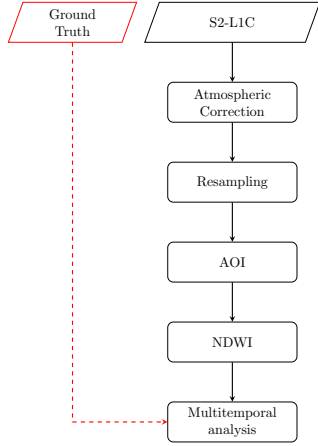 Ground
Truth
S2-L1C
Atmospheric
Correction
Resampling
AOI
NDWI
Multitemporal
analysis